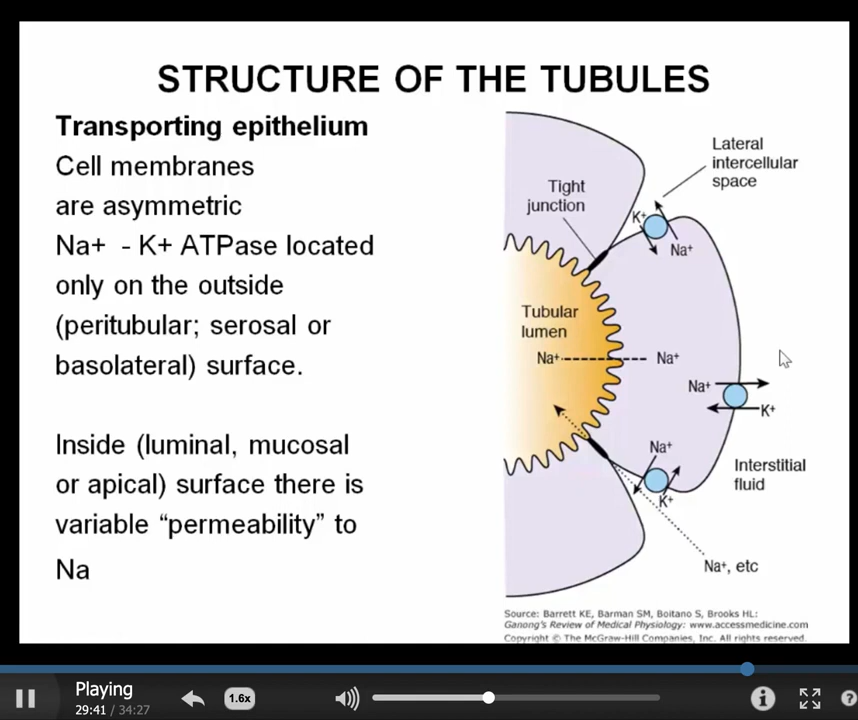 STRUCTURE OF THE TUBULES
Transporting epithelium
Cell membranes
are asymmetric
Na+ - K+ ATPase located
only on the outside
(peritubular; serosal or
basolateral) surface.
Inside (luminal, mucosal
or apical) surface there is
variable “permeability” to
Na
Lateral
intercellular
space
Tight
junction
K+
Na+
Tubular
lumen
Na+
Na+
Na+
K+
Na+
K+
Interstitial
fluid
Na+, etc
Source: Barrett KE, Barman SM, Boitano S, Brooks HL:
Ganong's Review of Medical Physiology: www.accessmedicine.com
Copyright © The McGraw-Hill Companies, Inc. All rights reserved.
Playing
29:41 / 34:27
1.6x